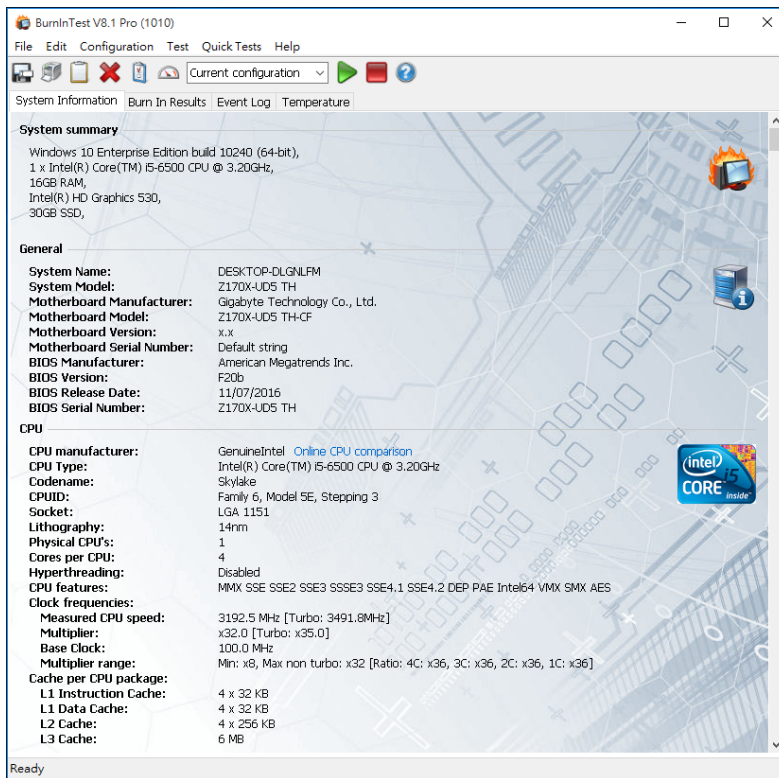 BurnInTest V8.1 Pro (1010)
File Edit Configuration Test Quick Tests Help
Current configuration
System Information Burn In Results Event Log Temperature
System summary
Windows 10 Enterprise Edition build 10240 (64-bit),
1 x Intel(R) Core(TM) i5-6500 CPU @ 3.20GHz,
16GB RAM,
Intel(R) HD Graphics 530,
30GB SSD,
General
System Name: DESKTOP-DLGNLFM
System Model: Z170X-UD5 TH
Motherboard Manufacturer: Gigabyte Technology Co., Ltd.
Motherboard Model: Z170X-UD5 TH-CF
Motherboard Version: x.x
Motherboard Serial Number: Default string
BIOS Manufacturer: American Megatrends Inc.
BIOS Version: F20b
BIOS Release Date: 11/07/2016
BIOS Serial Number: Z170X-UD5 TH
CPU
CPU manufacturer: GenuineIntel Online CPU comparison
CPU Type: Intel(R) Core(TM) i5-6500 CPU @ 3.20GHz
Codename: Skylake
CPUID: Family 6, Model 5E, Stepping 3
Socket: LGA 1151
Lithography: 14nm
Physical CPU's: 1
Cores per CPU: 4
Hyperthreading: Disabled
CPU features: MMX SSE SSE2 SSE3 SSSE3 SSE4.1 SSE4.2 DEP PAE Intel64 VMX SMX AES
Clock frequencies:
Measured CPU speed: 3192.5 MHz [Turbo: 3491.8MHz]
Multiplier: x32.0 [Turbo: x35.0]
Base Clock: 100.0 MHz
Multiplier range: Min: x8, Max non turbo: x32 [Ratio: 4C: x36, 3C: x36, 2C: x36, 1C: x36]
Cache per CPU package:
L1 Instruction Cache: 4 x 32 KB
L1 Data Cache: 4 x 32 KB
L2 Cache: 4 x 256 KB
L3 Cache: 6 MB
intel
CORE i5
inside™
Ready